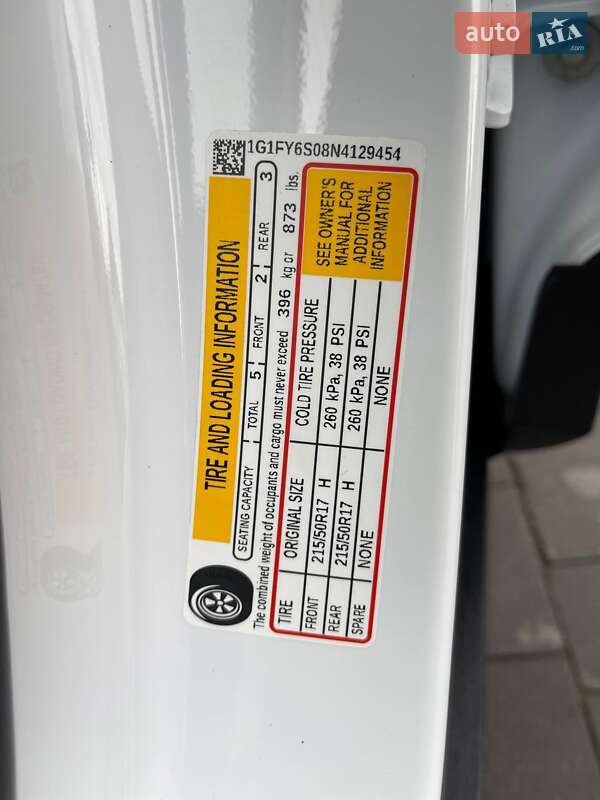 auto RIA.com
1G1FY6S08N4129454
TIRE AND LOADING INFORMATION
SEATING CAPACITY TOTAL 5 FRONT 2 REAR 3
The combined weight of occupants and cargo must never exceed 396 kg or 873 lbs.
TIRE ORIGINAL SIZE COLD TIRE PRESSURE
FRONT 215/50R17 H 260 kPa, 38 PSI
REAR 215/50R17 H 260 kPa, 38 PSI
SPARE NONE NONE
SEE OWNER'S
MANUAL FOR
ADDITIONAL
INFORMATION